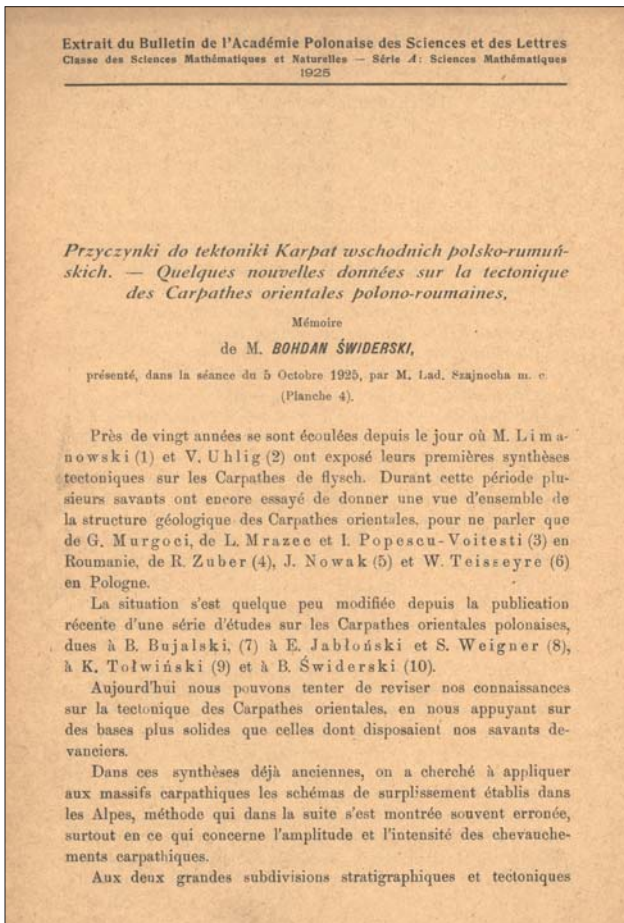 Extrait du Bulletin de l'Académie Polonaise des Sciences et des Lettres
Classe des Sciences Mathématiques et Naturelles — Série A: Sciences Mathématiques
1925
Przyczynki do tektoniki Karpat wschodnich polsko-rumuń-
skich. — Quelques nouvelles données sur la tectonique
des Carpathes orientales polono-roumaines,
Mémoire
de M. BOHDAN ŚWIDERSKI,
présenté, dans la séance du 5 Octobre 1925, par M. Lad. Szajnocha m. c.
(Planche 4).
Près de vingt années se sont écoulées depuis le jour où M. Lima-
nowski (1) et V. Uhlig (2) ont exposé leurs premières synthèses
tectoniques sur les Carpathes de flysch. Durant cette période plu-
sieurs savants ont encore essayé de donner une vue d'ensemble de
la structure géologique des Carpathes orientales, pour ne parler que
de G. Murgoci, de L. Mrazec et I. Popescu-Voitesti (3) en
Roumanie, de R. Zuber (4), J. Nowak (5) et W. Teisseyre (6)
en Pologne.
La situation s'est quelque peu modifiée depuis la publication
récente d'une série d'études sur les Carpathes orientales polonaises,
dues à B. Bujalski, (7) à E. Jabłoński et S. Weigner (8),
à K. Tołwiński (9) et à B. Świderski (10).
Aujourd'hui nous pouvons tenter de reviser nos connaissances
sur la tectonique des Carpathes orientales, en nous appuyant sur
des bases plus solides que celles dont disposaient nos savants de-
vanciers.
Dans ces synthèses déjà anciennes, on a cherché à appliquer
aux massifs carpathiques les schémas de surplissement établis dans
les Alpes, méthode qui dans la suite s'est montrée souvent erronée,
surtout en ce qui concerne l'amplitude et l'intensité des chevauche-
ments carpathiques.
Aux deux grandes subdivisions stratigraphiques et tectoniques